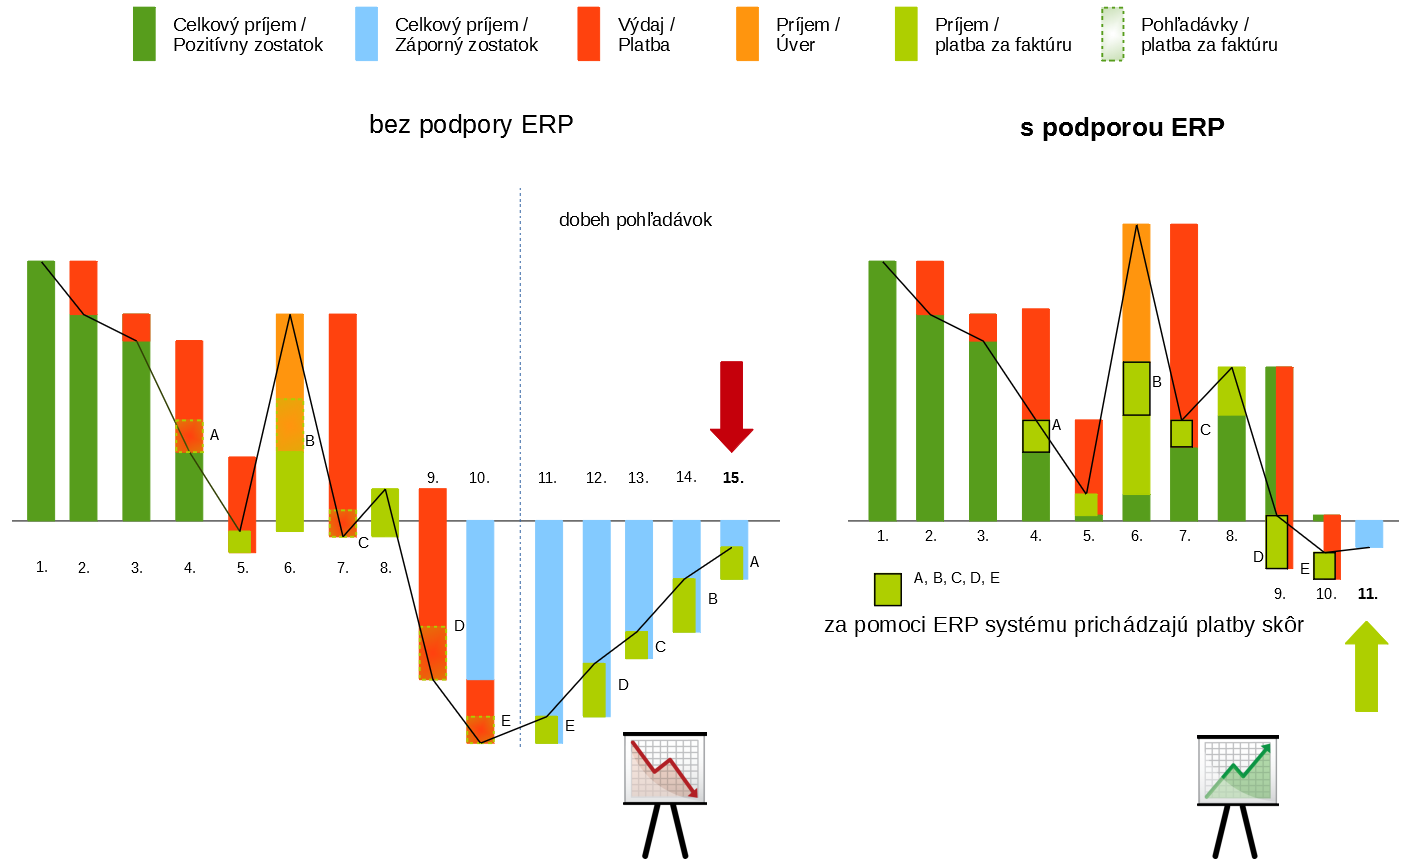 Celkový príjem /
Pozitívny zostatok
Celkový príjem /
Záporný zostatok
Výdaj /
Platba
Príjem /
Úver
Príjem /
platba za faktúru
Pohľadávky /
platba za faktúru
bez podpory ERP
s podporou ERP
dobeh pohľadávok
A
B
C
D
E
1.
2.
3.
4.
5.
6.
7.
8.
9.
10.
11.
12.
13.
14.
15.
E
D
C
B
A
A
B
C
D
E
1.
2.
3.
4.
5.
6.
7.
8.
9.
10.
11.
A, B, C, D, E
za pomoci ERP systému prichádzajú platby skôr